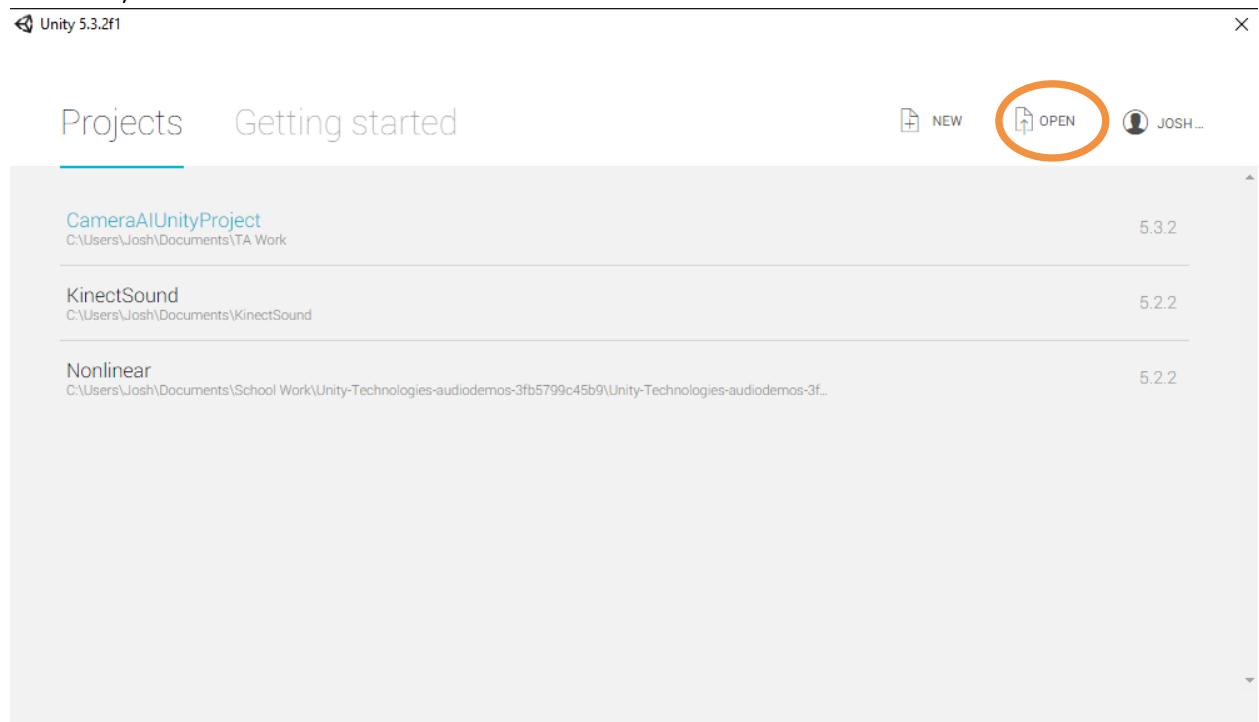 Unity 5.3.2f1
Projects Getting started NEW OPEN JOSH...
CameraAIUnityProject 5.3.2
C:\Users\Josh\Documents\TA Work
KinectSound 5.2.2
C:\Users\Josh\Documents\KinectSound
Nonlinear 5.2.2
C:\Users\Josh\Documents\School Work\Unity-Technologies-audiodemos-3fb5799c45b9\Unity-Technologies-audiodemos-3f...